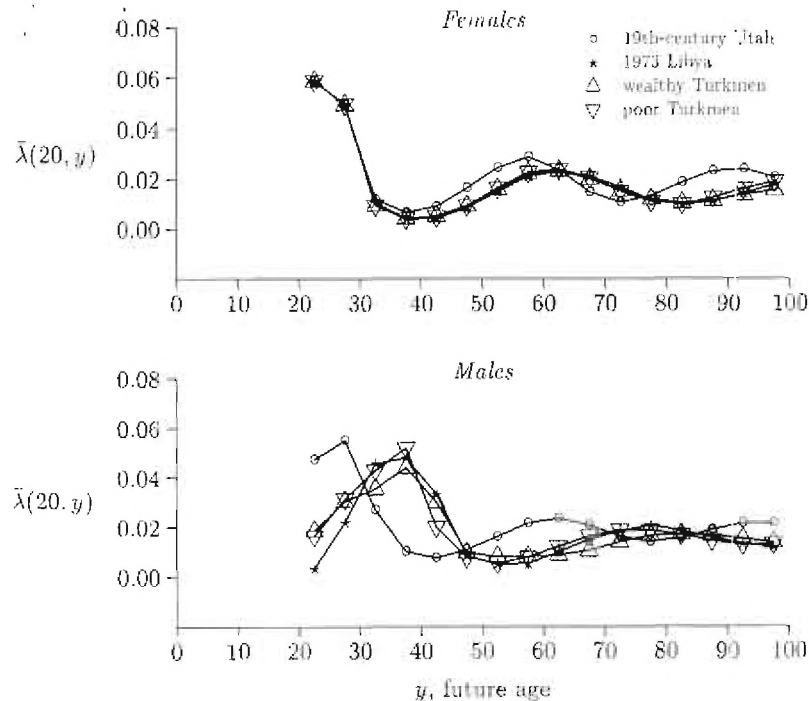 Females
0.08
0.06
0.04
0.02
0.00
λ̄(20, y)
19th-century Utah
1973 Libya
wealthy Turkmen
poor Turkmen
0 10 20 30 40 50 60 70 80 90 100
Males
0.08
0.06
0.04
0.02
0.00
λ̄(20. y)
0 10 20 30 40 50 60 70 80 90 100
y, future age